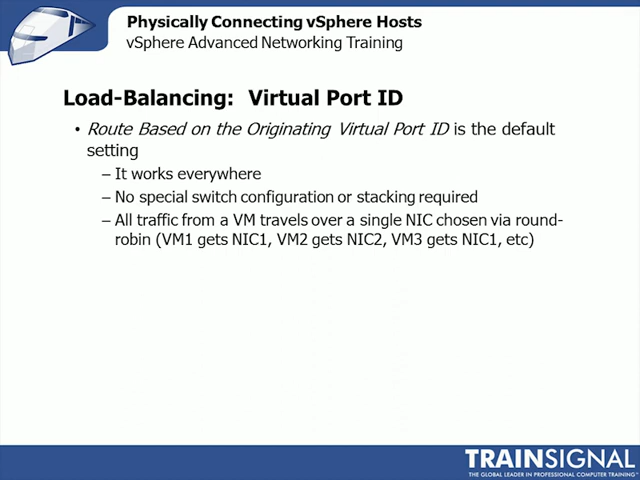 Physically Connecting vSphere Hosts
vSphere Advanced Networking Training
Load-Balancing: Virtual Port ID
• Route Based on the Originating Virtual Port ID is the default
setting
– It works everywhere
– No special switch configuration or stacking required
– All traffic from a VM travels over a single NIC chosen via round-
robin (VM1 gets NIC1, VM2 gets NIC2, VM3 gets NIC1, etc)
TRAINSIGNAL
THE GLOBAL LEADER IN PROFESSIONAL COMPUTER TRAINING